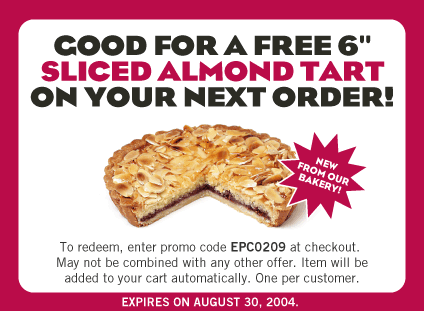 GOOD FOR A FREE 6"
SLICED ALMOND TART
ON YOUR NEXT ORDER!
NEW
FROM OUR
BAKERY!
To redeem, enter promo code EPC0209 at checkout.
May not be combined with any other offer. Item will be
added to your cart automatically. One per customer.
EXPIRES ON AUGUST 30, 2004.